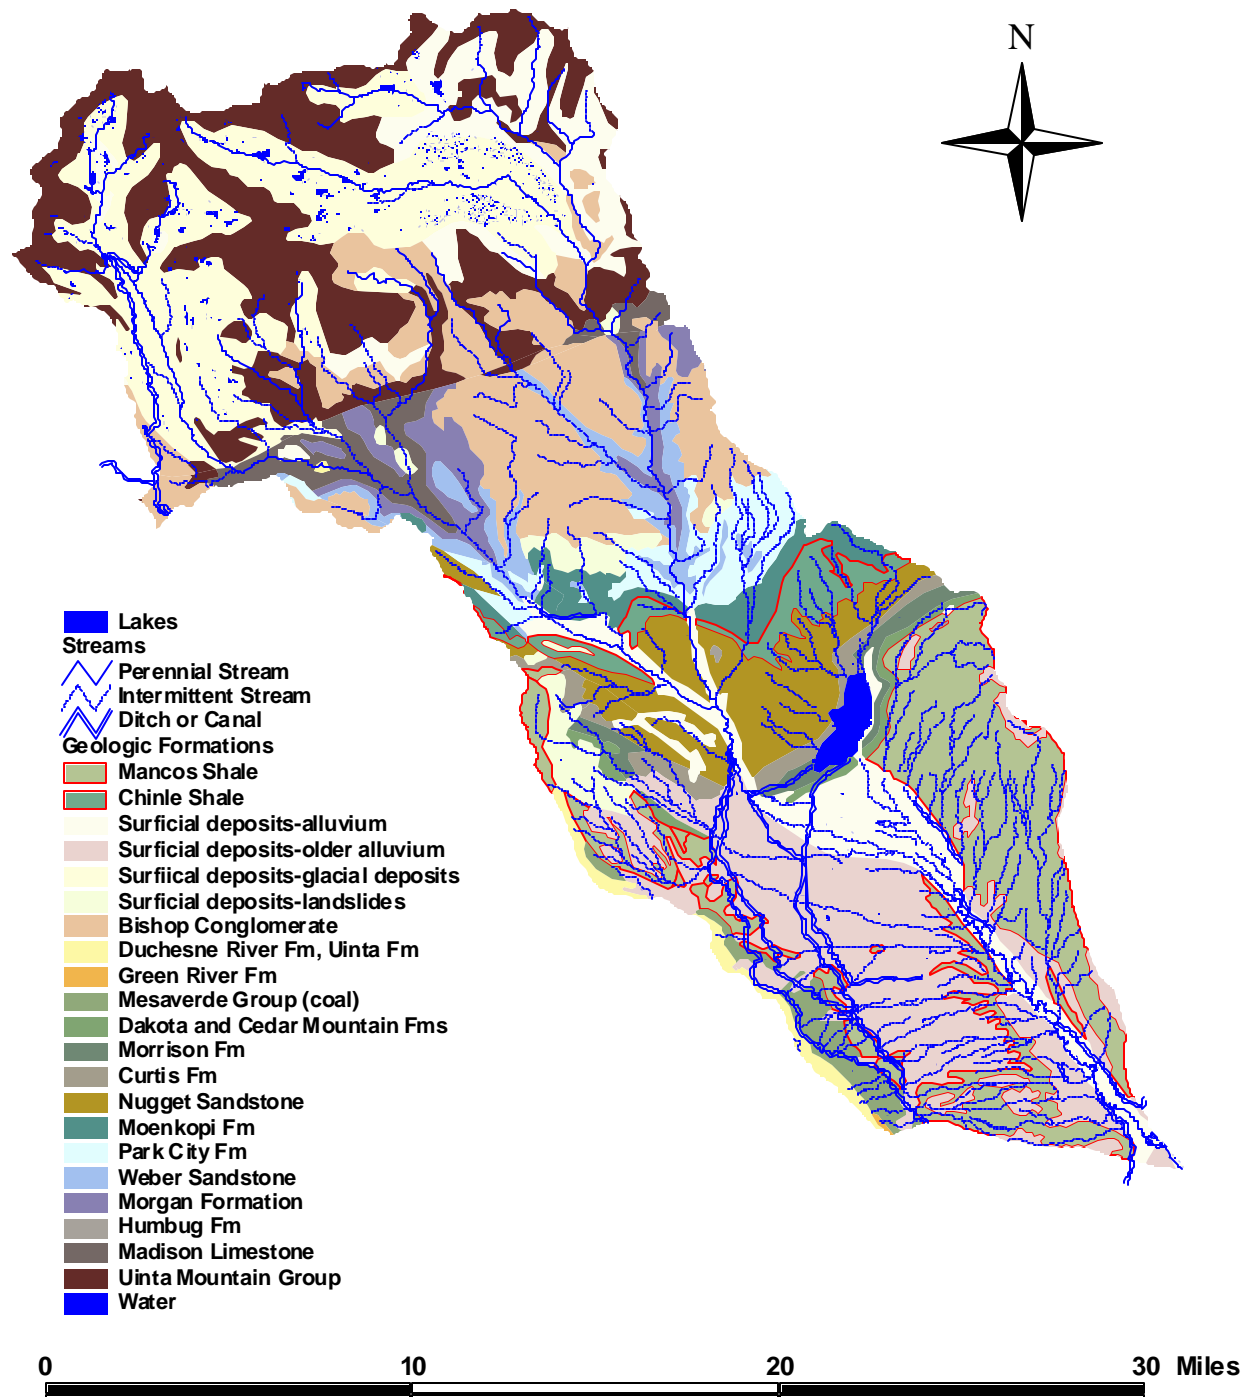 N
Lakes
Streams
Perennial Stream
Intermittent Stream
Ditch or Canal
Geologic Formations
Mancos Shale
Chinle Shale
Surficial deposits-alluvium
Surficial deposits-older alluvium
Surfiical deposits-glacial deposits
Surficial deposits-landslides
Bishop Conglomerate
Duchesne River Fm, Uinta Fm
Green River Fm
Mesaverde Group (coal)
Dakota and Cedar Mountain Fms
Morrison Fm
Curtis Fm
Nugget Sandstone
Moenkopi Fm
Park City Fm
Weber Sandstone
Morgan Formation
Humbug Fm
Madison Limestone
Uinta Mountain Group
Water
0 10 20 30 Miles